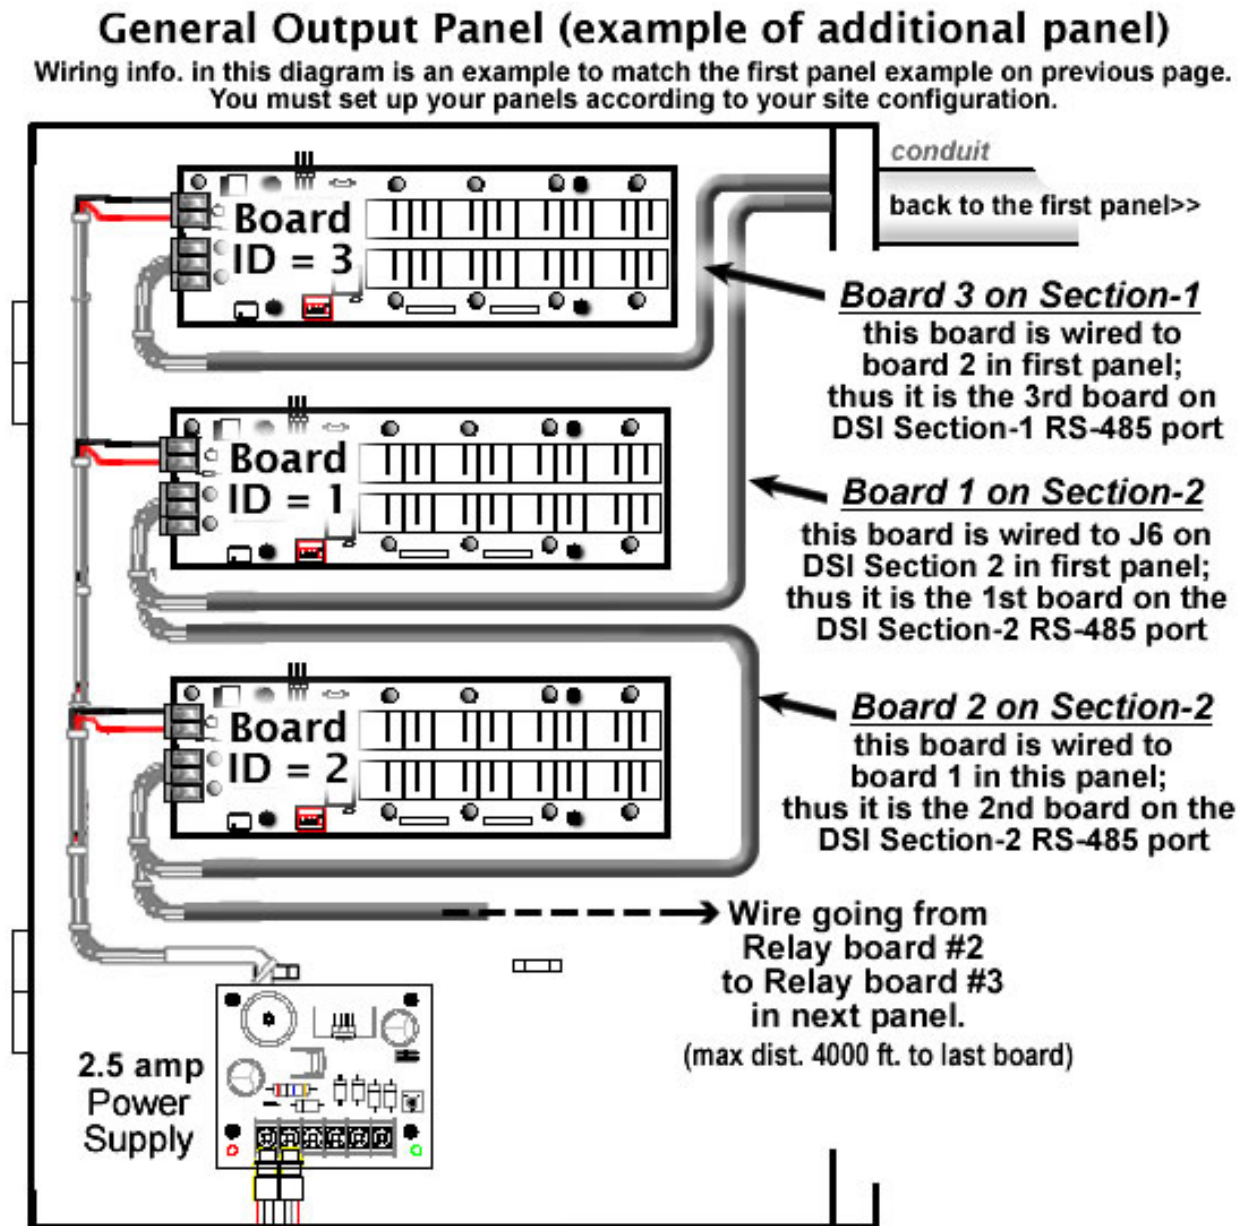 General Output Panel (example of additional panel)
Wiring info. in this diagram is an example to match the first panel example on previous page.
You must set up your panels according to your site configuration.
conduit
back to the first panel>>
Board
ID = 3
Board 3 on Section-1
this board is wired to
board 2 in first panel;
thus it is the 3rd board on
DSI Section-1 RS-485 port
Board
ID = 1
Board 1 on Section-2
this board is wired to J6 on
DSI Section 2 in first panel;
thus it is the 1st board on the
DSI Section-2 RS-485 port
Board
ID = 2
Board 2 on Section-2
this board is wired to
board 1 in this panel;
thus it is the 2nd board on the
DSI Section-2 RS-485 port
Wire going from
Relay board #2
to Relay board #3
in next panel.
(max dist. 4000 ft. to last board)
2.5 amp
Power
Supply